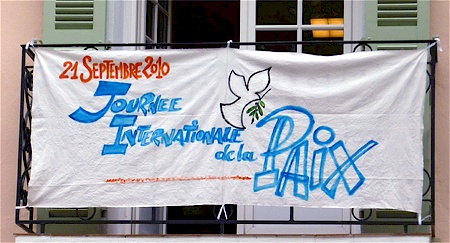 21 SEPTEMBRE 2010
JOURNEE
INTERNATIONALE
de la PAiX